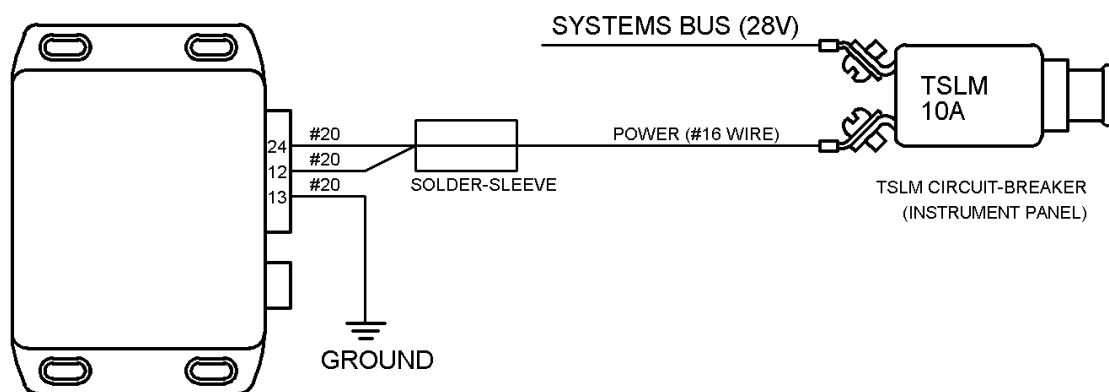 SYSTEMS BUS (28V)
TSLM
10A
#20
24
#20
12
#20
13
POWER (#16 WIRE)
SOLDER-SLEEVE
TSLM CIRCUIT-BREAKER
(INSTRUMENT PANEL)
GROUND